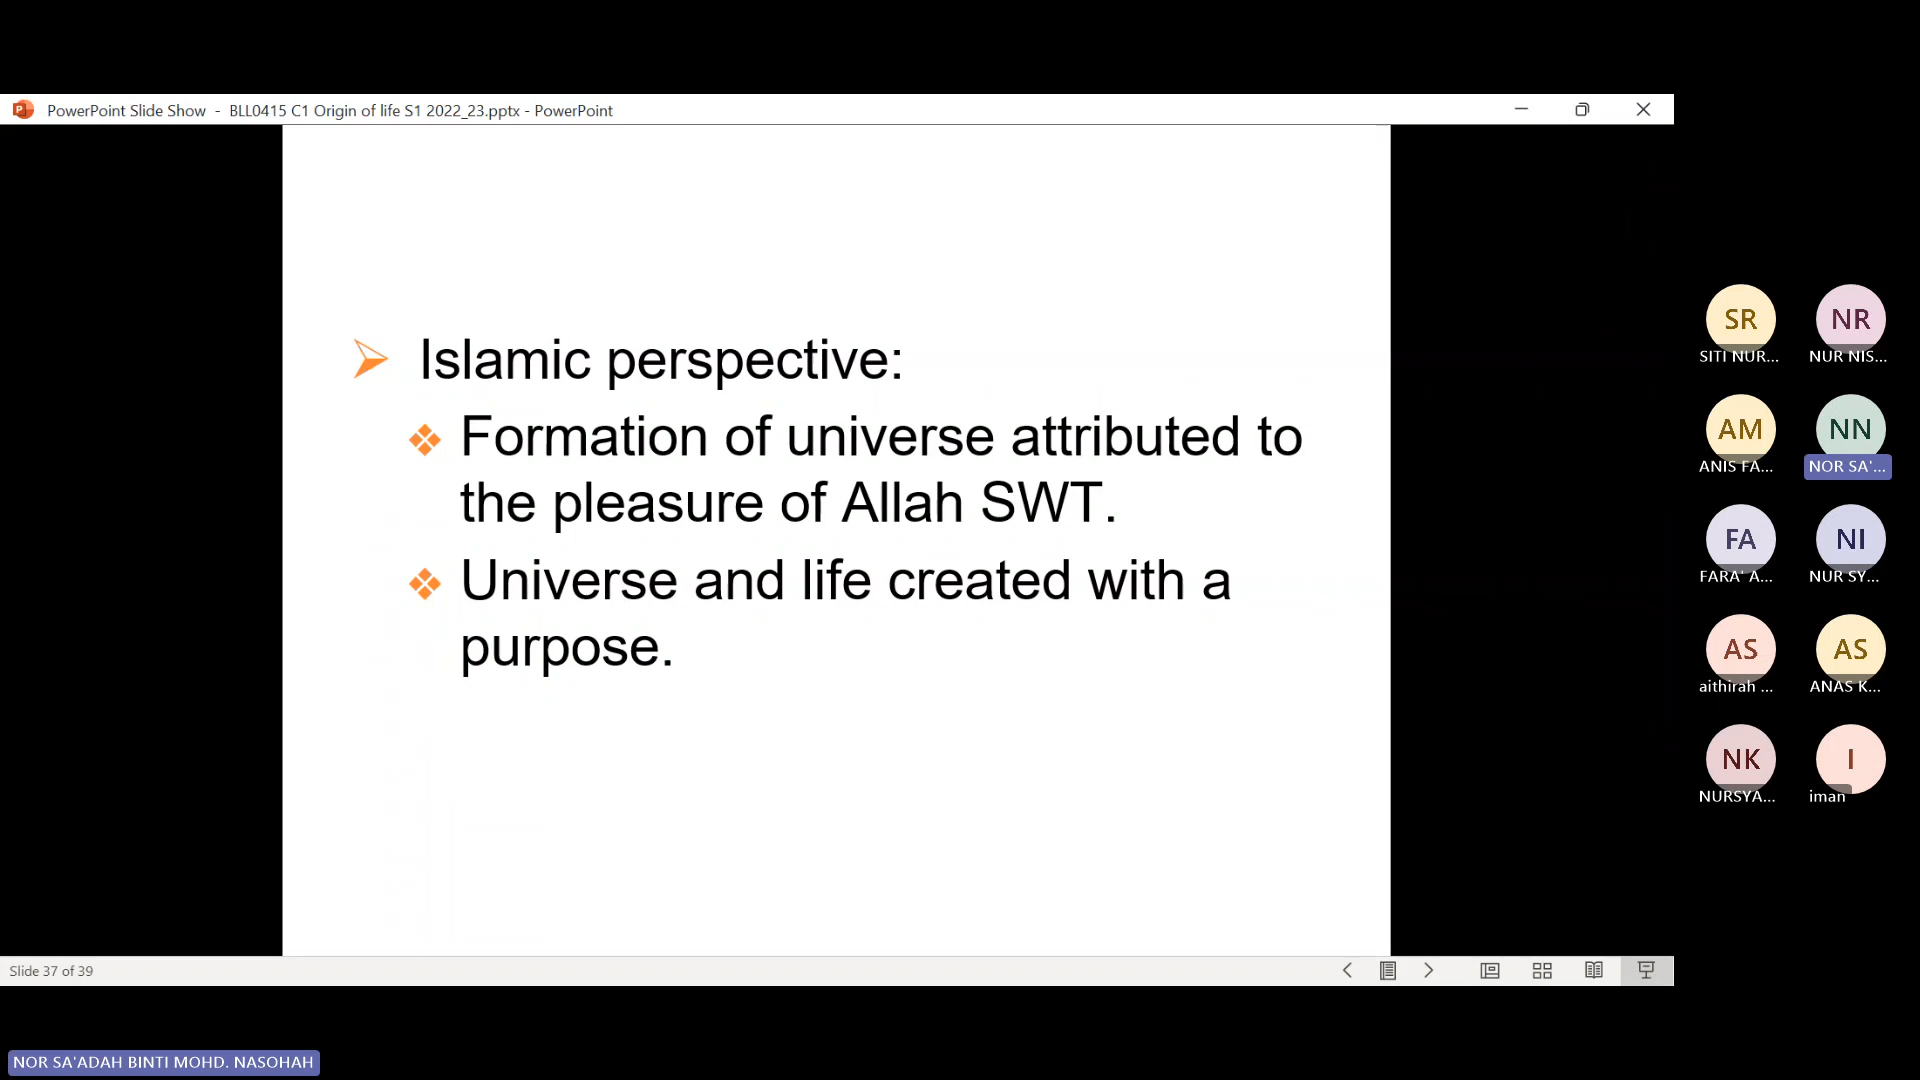 PowerPoint Slide Show - BLL0415 C1 Origin of life S1 2022_23.pptx - PowerPoint
Islamic perspective:
Formation of universe attributed to
the pleasure of Allah SWT.
Universe and life created with a
purpose.
SR
NR
SITI NUR...
NUR NIS...
AM
NN
ANIS FA...
NOR SA'...
FA
NI
FARA' A...
NUR SY...
AS
AS
aithirah ...
ANAS K...
NK
I
NURSYA...
iman
Slide 37 of 39
NOR SA'ADAH BINTI MOHD. NASOHAH